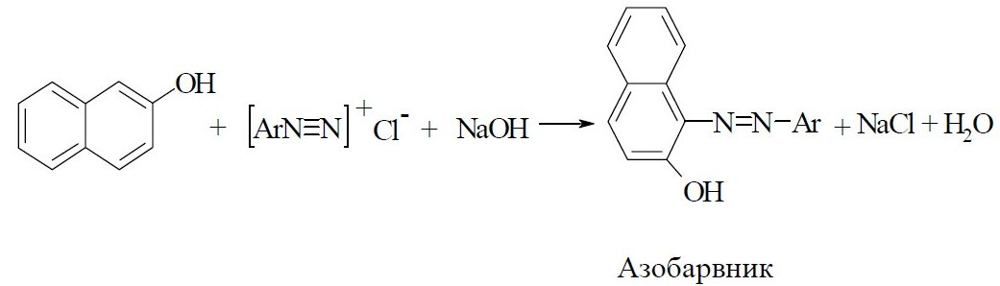 OH + [ArN≡N]⁺Cl⁻ + NaOH → N=N–Ar + NaCl + H₂O
OH
Азобарвник